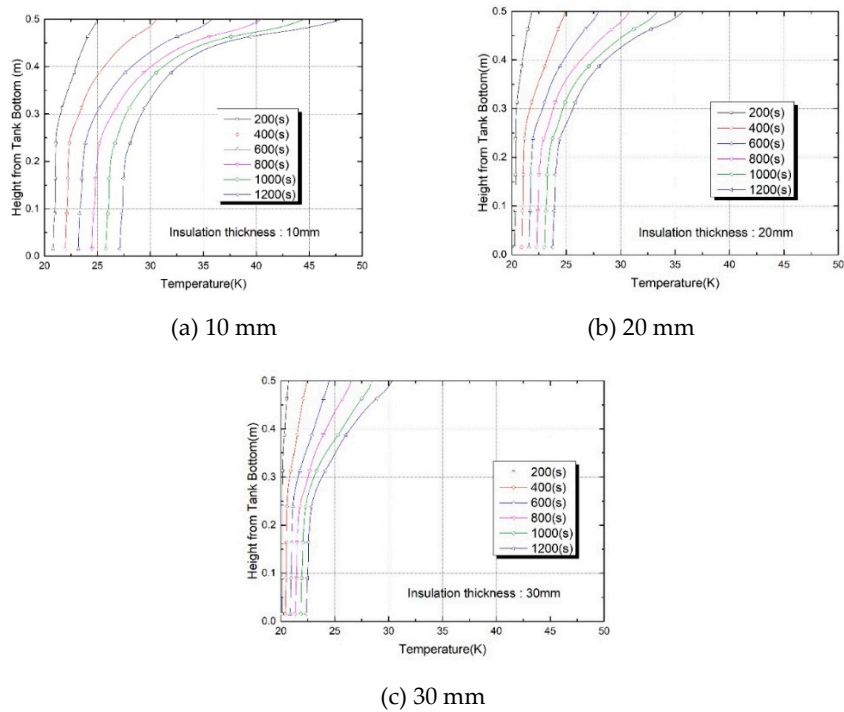 0.5
0.4
0.3
0.2
0.1
0.0
Height from Tank Bottom (m)
200(s)
400(s)
600(s)
800(s)
1000(s)
1200(s)
Insulation thickness : 10mm
20 25 30 35 40 45 50
Temperature(K)
(a) 10 mm
0.5
0.4
0.3
0.2
0.1
0.0
Height from Tank Bottom(m)
200(s)
400(s)
600(s)
800(s)
1000(s)
1200(s)
Insulation thickness : 20mm
20 25 30 35 40 45 50
Temperature(K)
(b) 20 mm
0.5
0.4
0.3
0.2
0.1
0.0
Height from Tank Bottom(m)
200(s)
400(s)
600(s)
800(s)
1000(s)
1200(s)
Insulation thickness : 30mm
20 25 30 35 40 45 50
Temperature(K)
(c) 30 mm